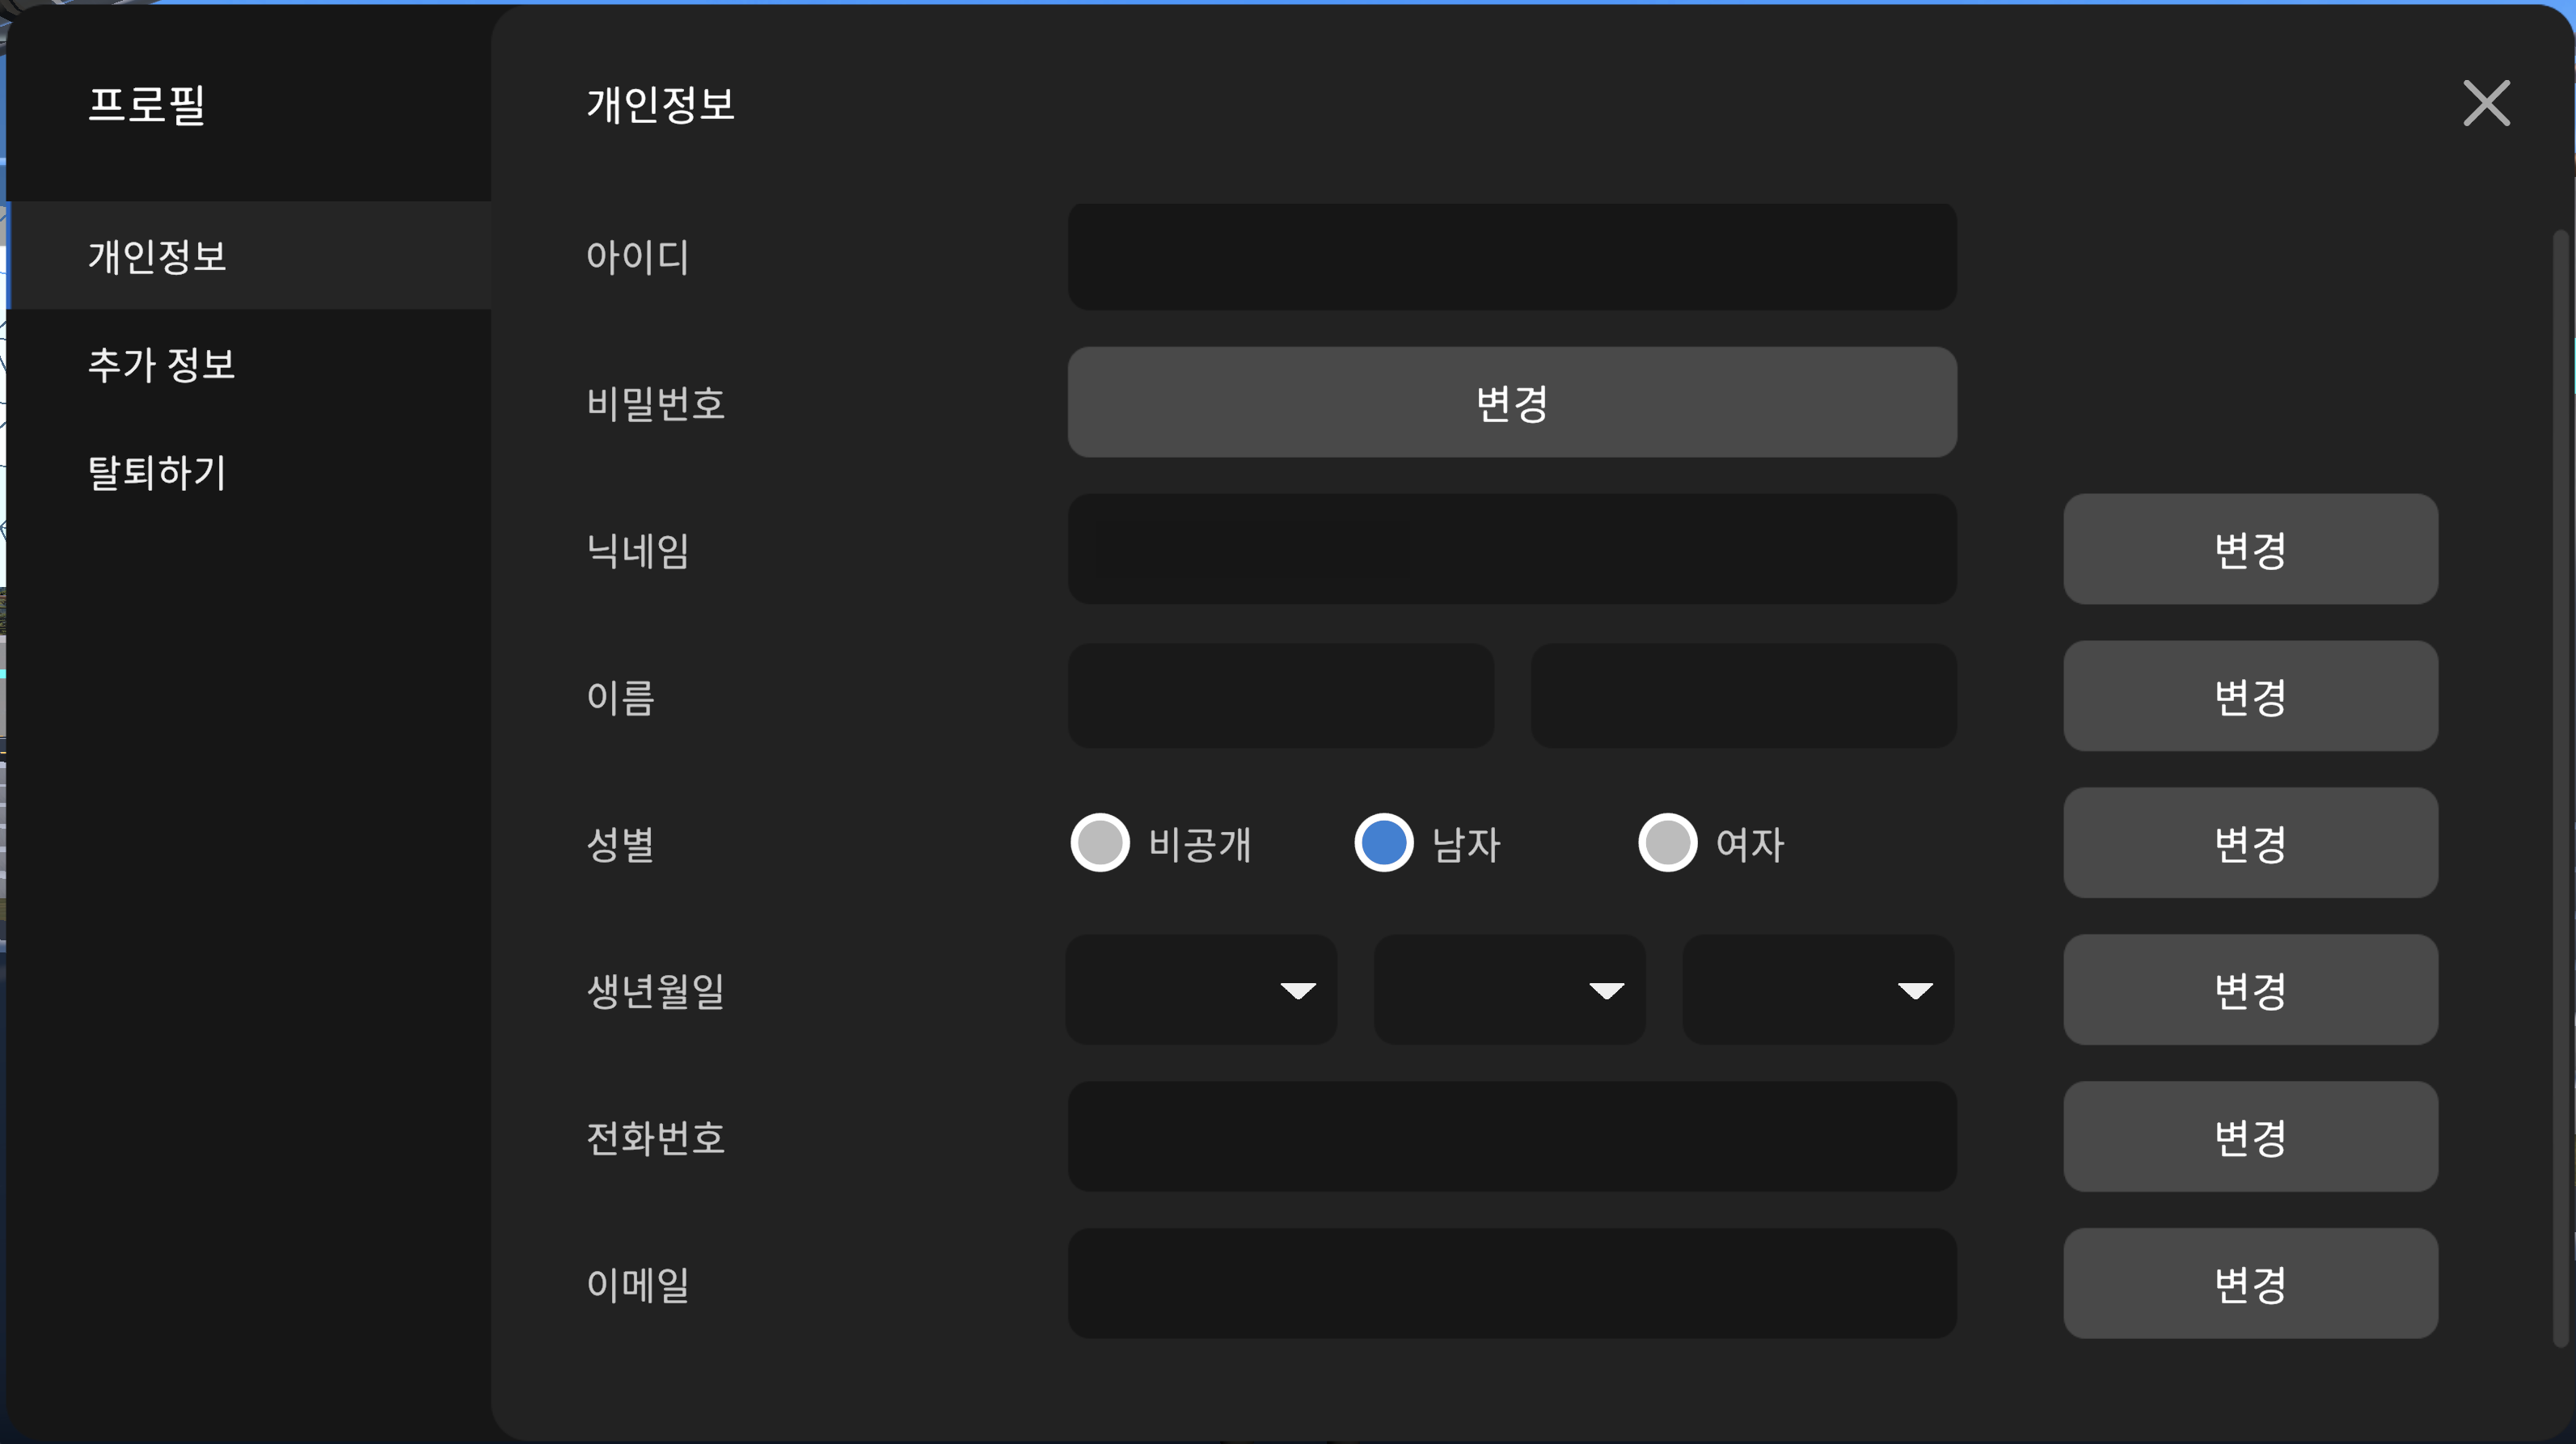 프로필
개인정보
추가 정보
탈퇴하기
개인정보
아이디
비밀번호 변경
닉네임 변경
이름 변경
성별 비공개 남자 여자 변경
생년월일 변경
전화번호 변경
이메일 변경